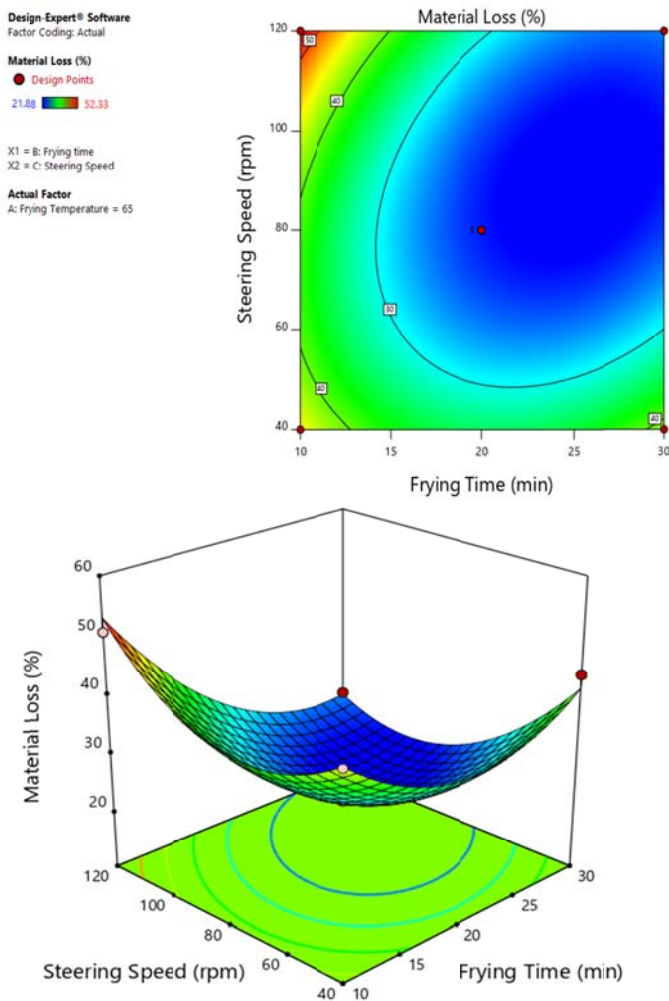 Design-Expert® Software
Factor Coding: Actual
Material Loss (%)
Design Points
21.88 52.33
X1 = B: Frying time
X2 = C: Steering Speed
Actual Factor
A: Frying Temperature = 65
Material Loss (%)
Steering Speed (rpm)
120
100
80
60
40
50
40
30
40
40
5
10 15 20 25 30
Frying Time (min)
Material Loss (%)
60
50
40
30
20
120
100
80
60
40
10
15
20
25
30
Steering Speed (rpm)
Frying Time (min)